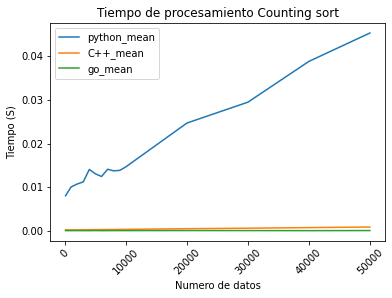 Tiempo de procesamiento Counting sort
python_mean
C++_mean
go_mean
Tiempo (S)
0.04
0.03
0.02
0.01
0.00
0
10000
20000
30000
40000
50000
Numero de datos